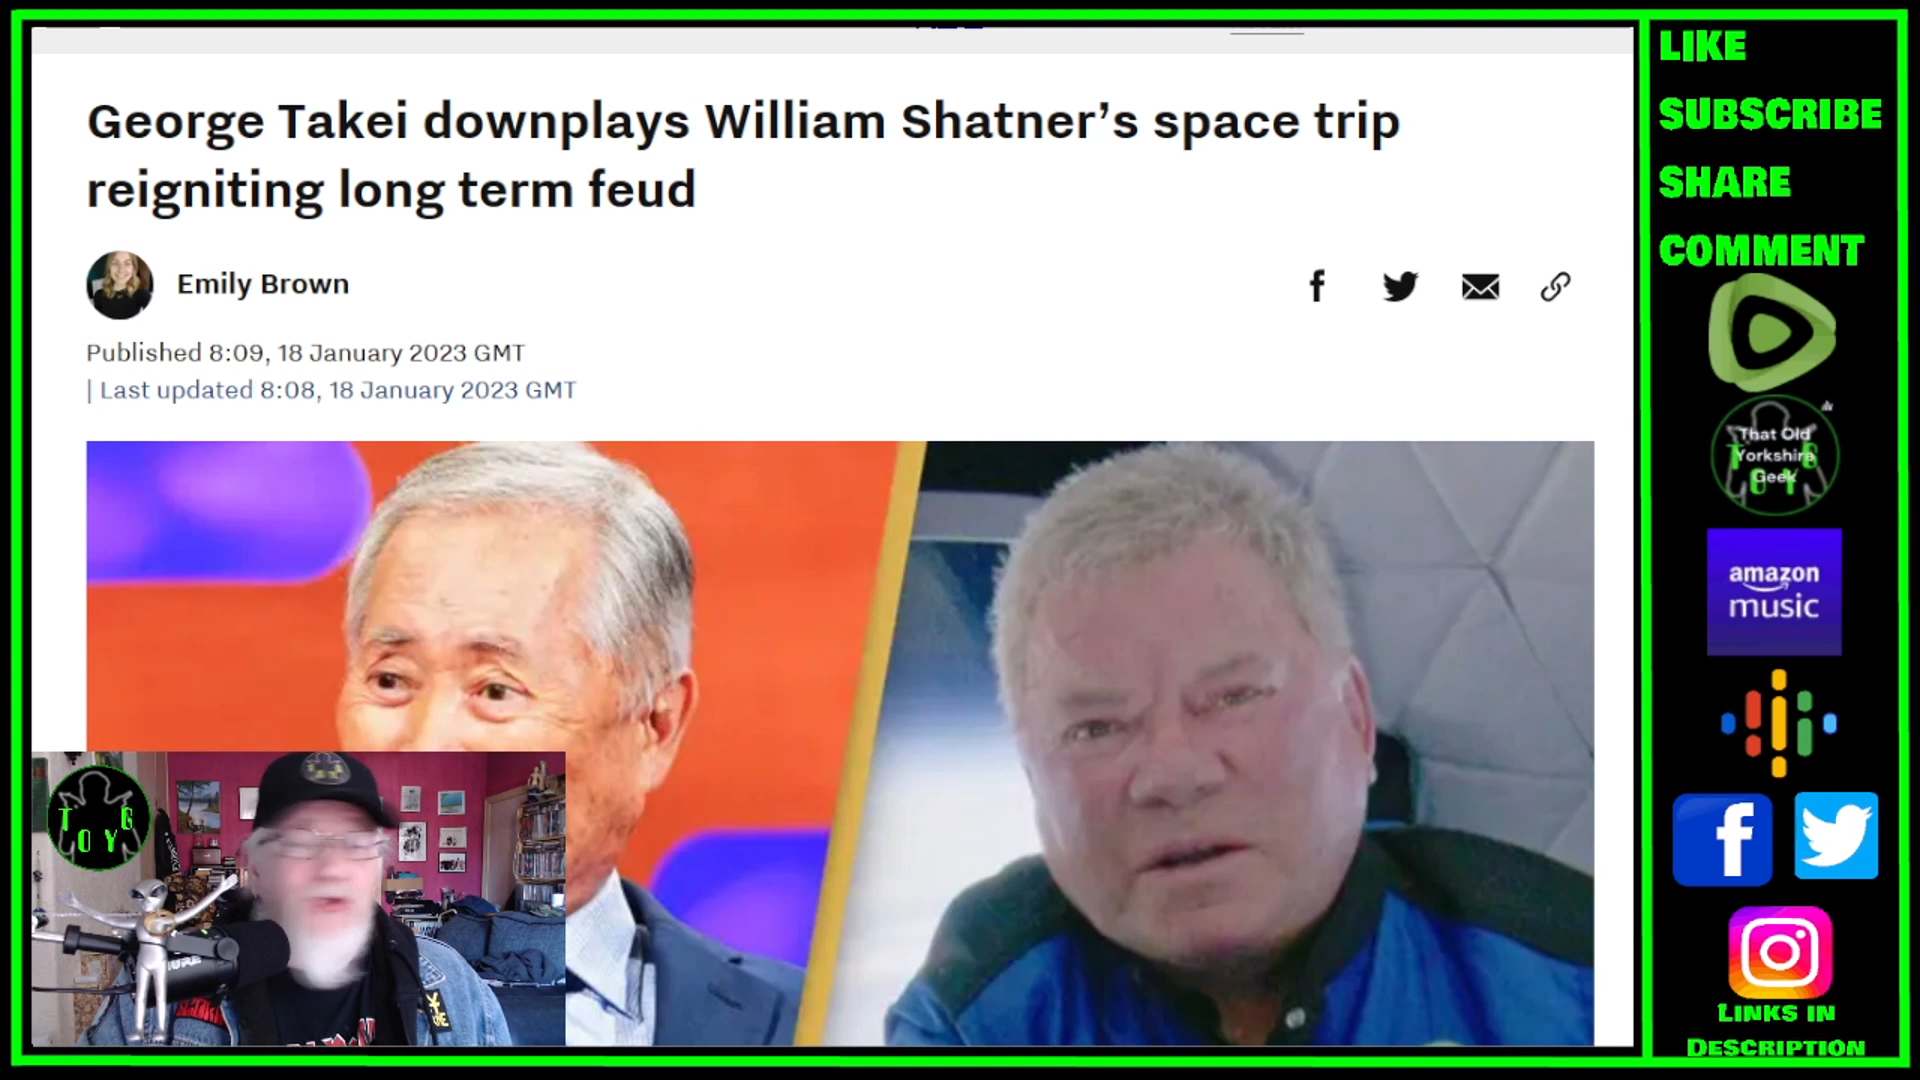 George Takei downplays William Shatner's space trip
reigniting long term feud
Emily Brown
Published 8:09, 18 January 2023 GMT
| Last updated 8:08, 18 January 2023 GMT
LIKE
SUBSCRIBE
SHARE
COMMENT
That Old
Yorkshire
Geek
amazon
music
LINKS IN
DESCRIPTION
T O Y G